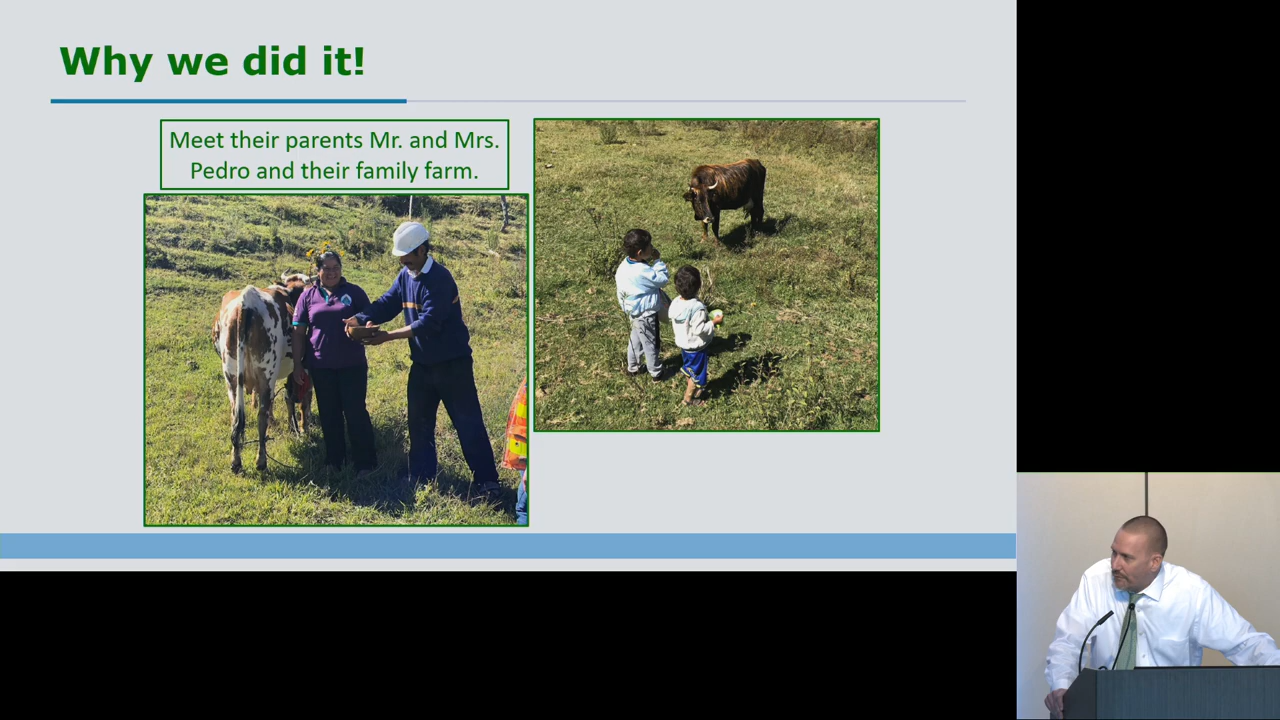 Why we did it!
Meet their parents Mr. and Mrs.
Pedro and their family farm.